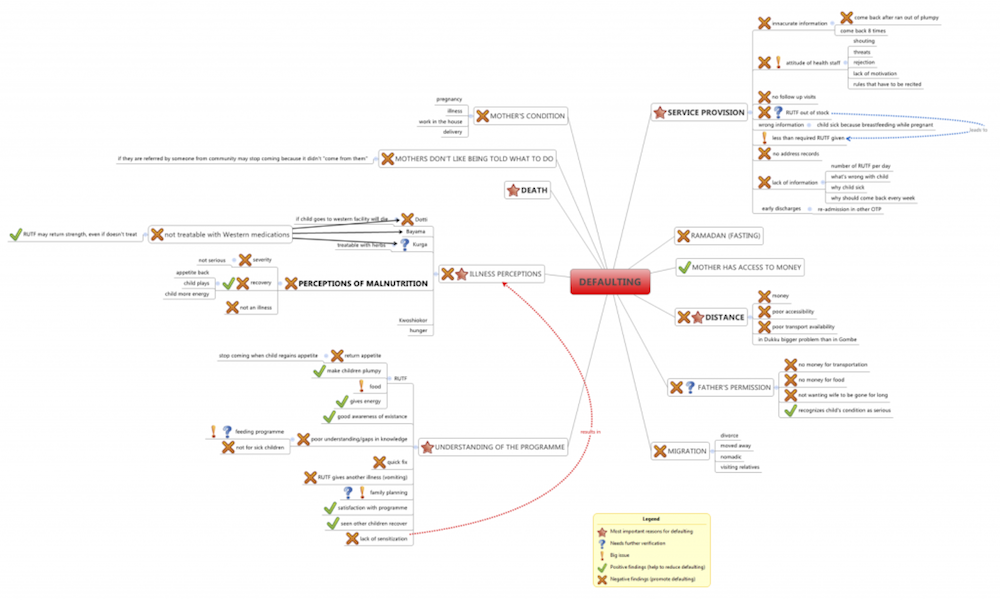 DEFAULTING
SERVICE PROVISION
innacurate information
come back after ran out of plumpy
come back 8 times
attitude of health staff
shouting
threats
rejection
lack of motivation
rules that have to be recited
no follow up visits
RUTF out of stock
wrong information
child sick because breastfeeding while pregnant
leads to
less than required RUTF given
no address records
lack of information
number of RUTF per day
what's wrong with child
why child sick
why should come back every week
early discharges
re-admission in other OTP
RAMADAN (FASTING)
MOTHER HAS ACCESS TO MONEY
DISTANCE
money
poor accessibility
poor transport availability
in Dukku bigger problem than in Gombe
FATHER'S PERMISSION
no money for transportation
no money for food
not wanting wife to be gone for long
recognizes child's condition as serious
MIGRATION
divorce
moved away
nomadic
visiting relatives
MOTHER'S CONDITION
pregnancy
illness
work in the house
delivery
MOTHERS DON'T LIKE BEING TOLD WHAT TO DO
if they are referred by someone from community may stop coming because it didn't "come from them"
DEATH
ILLNESS PERCEPTIONS
if child goes to western facility will die
Dotti
Bayama
treatable with herbs
Kurga
not treatable with Western medications
RUTF may return strength, even if doesn't treat
PERCEPTIONS OF MALNUTRITION
severity
not serious
recovery
appetite back
child plays
child more energy
not an illness
Kwoshiokor
hunger
results in
UNDERSTANDING OF THE PROGRAMME
RUTF
return appetite
stop coming when child regains appetite
make children plumpy
food
gives energy
good awareness of existance
poor understanding/gaps in knowledge
feeding programme
not for sick children
quick fix
RUTF gives another illness (vomiting)
family planning
satisfaction with programme
seen other children recover
lack of sensitization
Legend
Most important reasons for defaulting
Needs further verification
Big issue
Positive findings (help to reduce defaulting)
Negative findings (promote defaulting)